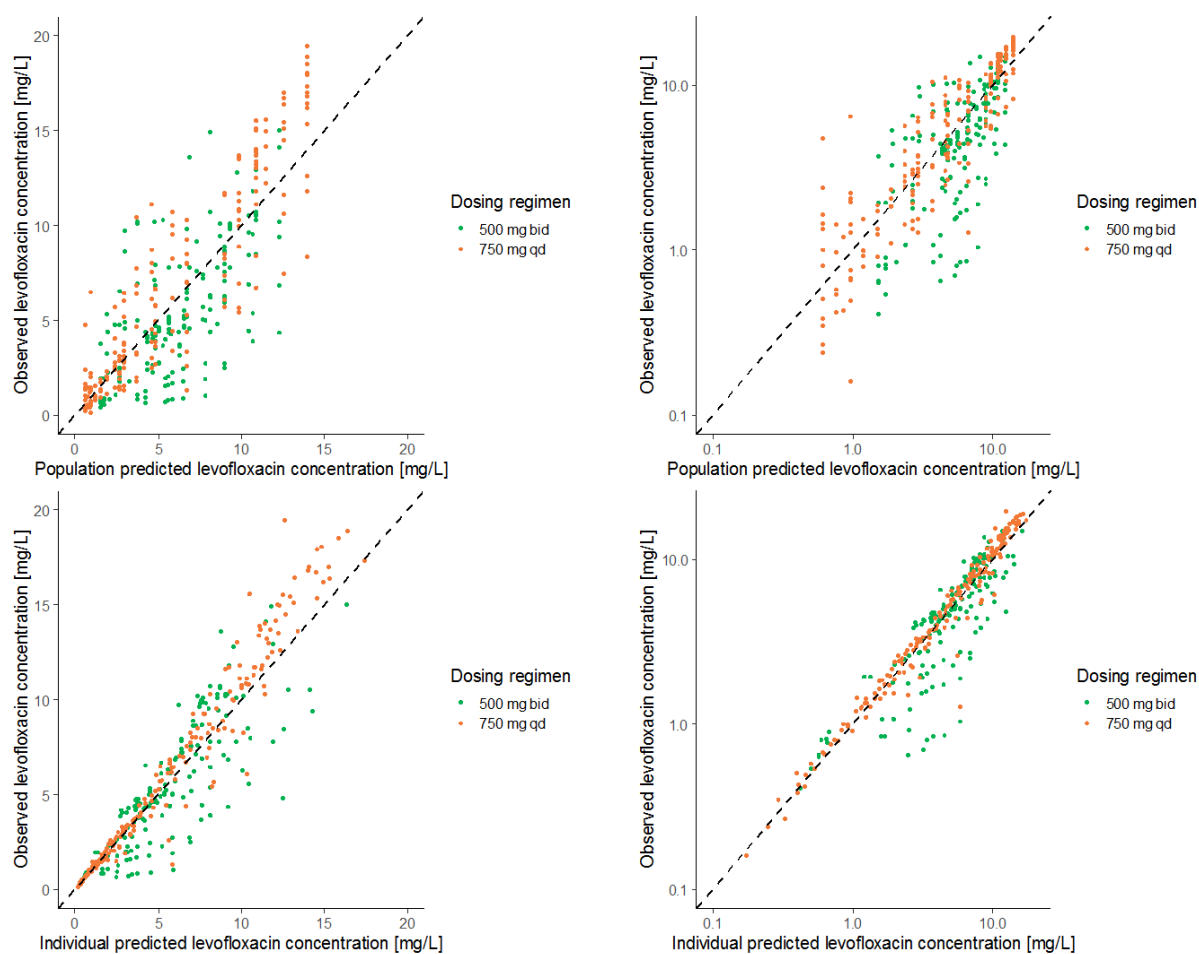 20
15
10
5
0
Observed levofloxacin concentration [mg/L]
0 5 10 15 20
Population predicted levofloxacin concentration [mg/L]
Dosing regimen
500 mg bid
750 mg qd
10.0
1.0
0.1
Observed levofloxacin concentration [mg/L]
0.1 1.0 10.0
Population predicted levofloxacin concentration [mg/L]
Dosing regimen
500 mg bid
750 mg qd
20
15
10
5
0
Observed levofloxacin concentration [mg/L]
0 5 10 15 20
Individual predicted levofloxacin concentration [mg/L]
Dosing regimen
500 mg bid
750 mg qd
10.0
1.0
0.1
Observed levofloxacin concentration [mg/L]
0.1 1.0 10.0
Individual predicted levofloxacin concentration [mg/L]
Dosing regimen
500 mg bid
750 mg qd